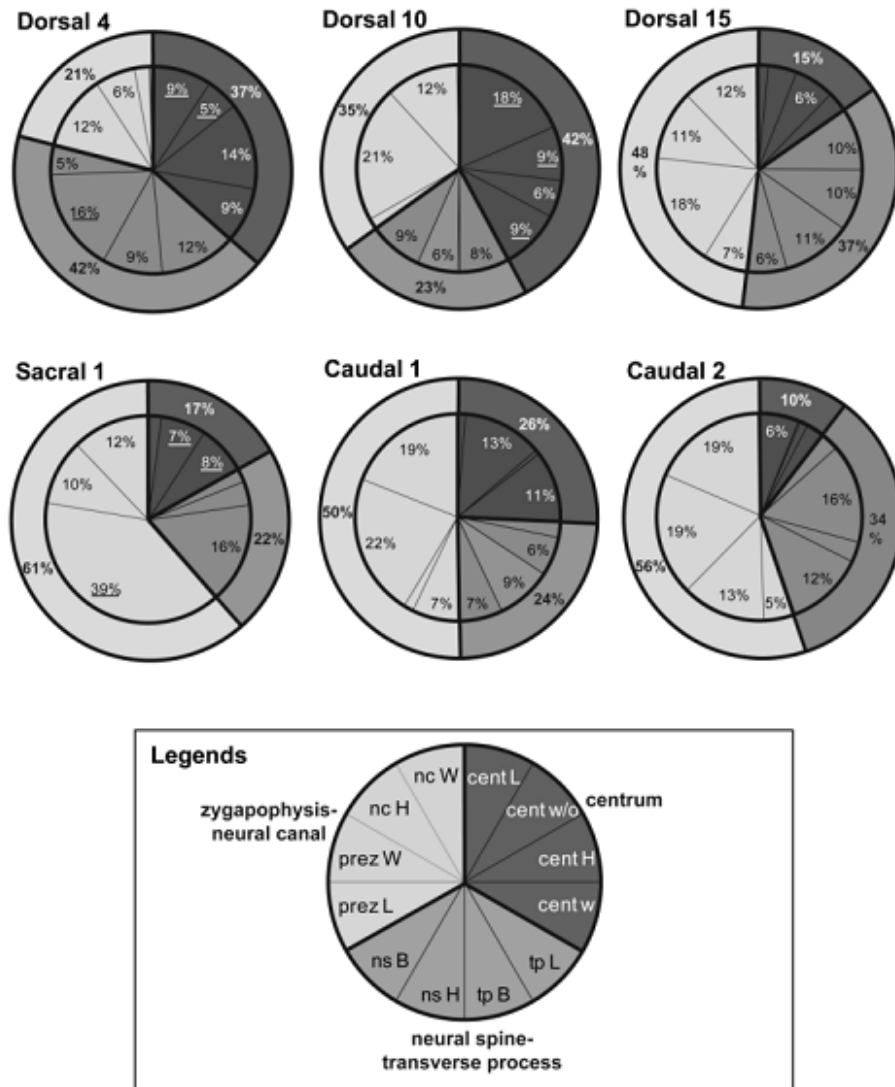 Dorsal 4
21%
6%
9%
37%
5%
12%
14%
5%
9%
16%
12%
9%
42%
Dorsal 10
12%
18%
35%
42%
21%
9%
6%
9%
9%
6%
8%
23%
Dorsal 15
15%
12%
6%
11%
10%
48
%
10%
18%
11%
37%
7%
6%
Sacral 1
17%
12%
7%
8%
10%
16%
22%
61%
39%
Caudal 1
26%
19%
13%
11%
50%
22%
6%
9%
24%
7%
7%
Caudal 2
10%
6%
19%
16%
34
%
19%
56%
12%
13%
5%
Legends
nc W
cent L
zygapophysis-
neural canal
nc H
cent w/o
centrum
prez W
cent H
prez L
cent w
ns B
tp L
ns H
tp B
neural spine-
transverse process